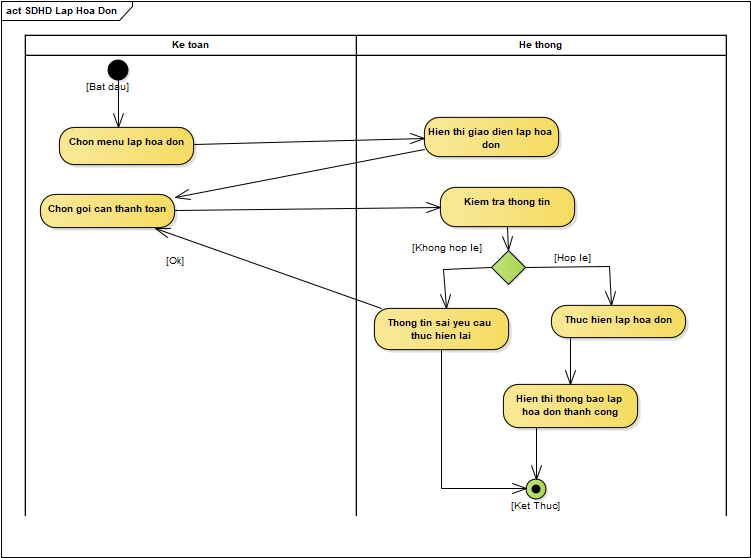 act SDHD Lap Hoa Don
Ke toan
He thong
[Bat dau]
Chon menu lap hoa don
Hien thi giao dien lap hoa
don
Chon goi can thanh toan
Kiem tra thong tin
[Khong hop le]
[Hop le]
[Ok]
Thong tin sai yeu cau
thuc hien lai
Thuc hien lap hoa don
Hien thi thong bao lap
hoa don thanh cong
[Ket Thuc]